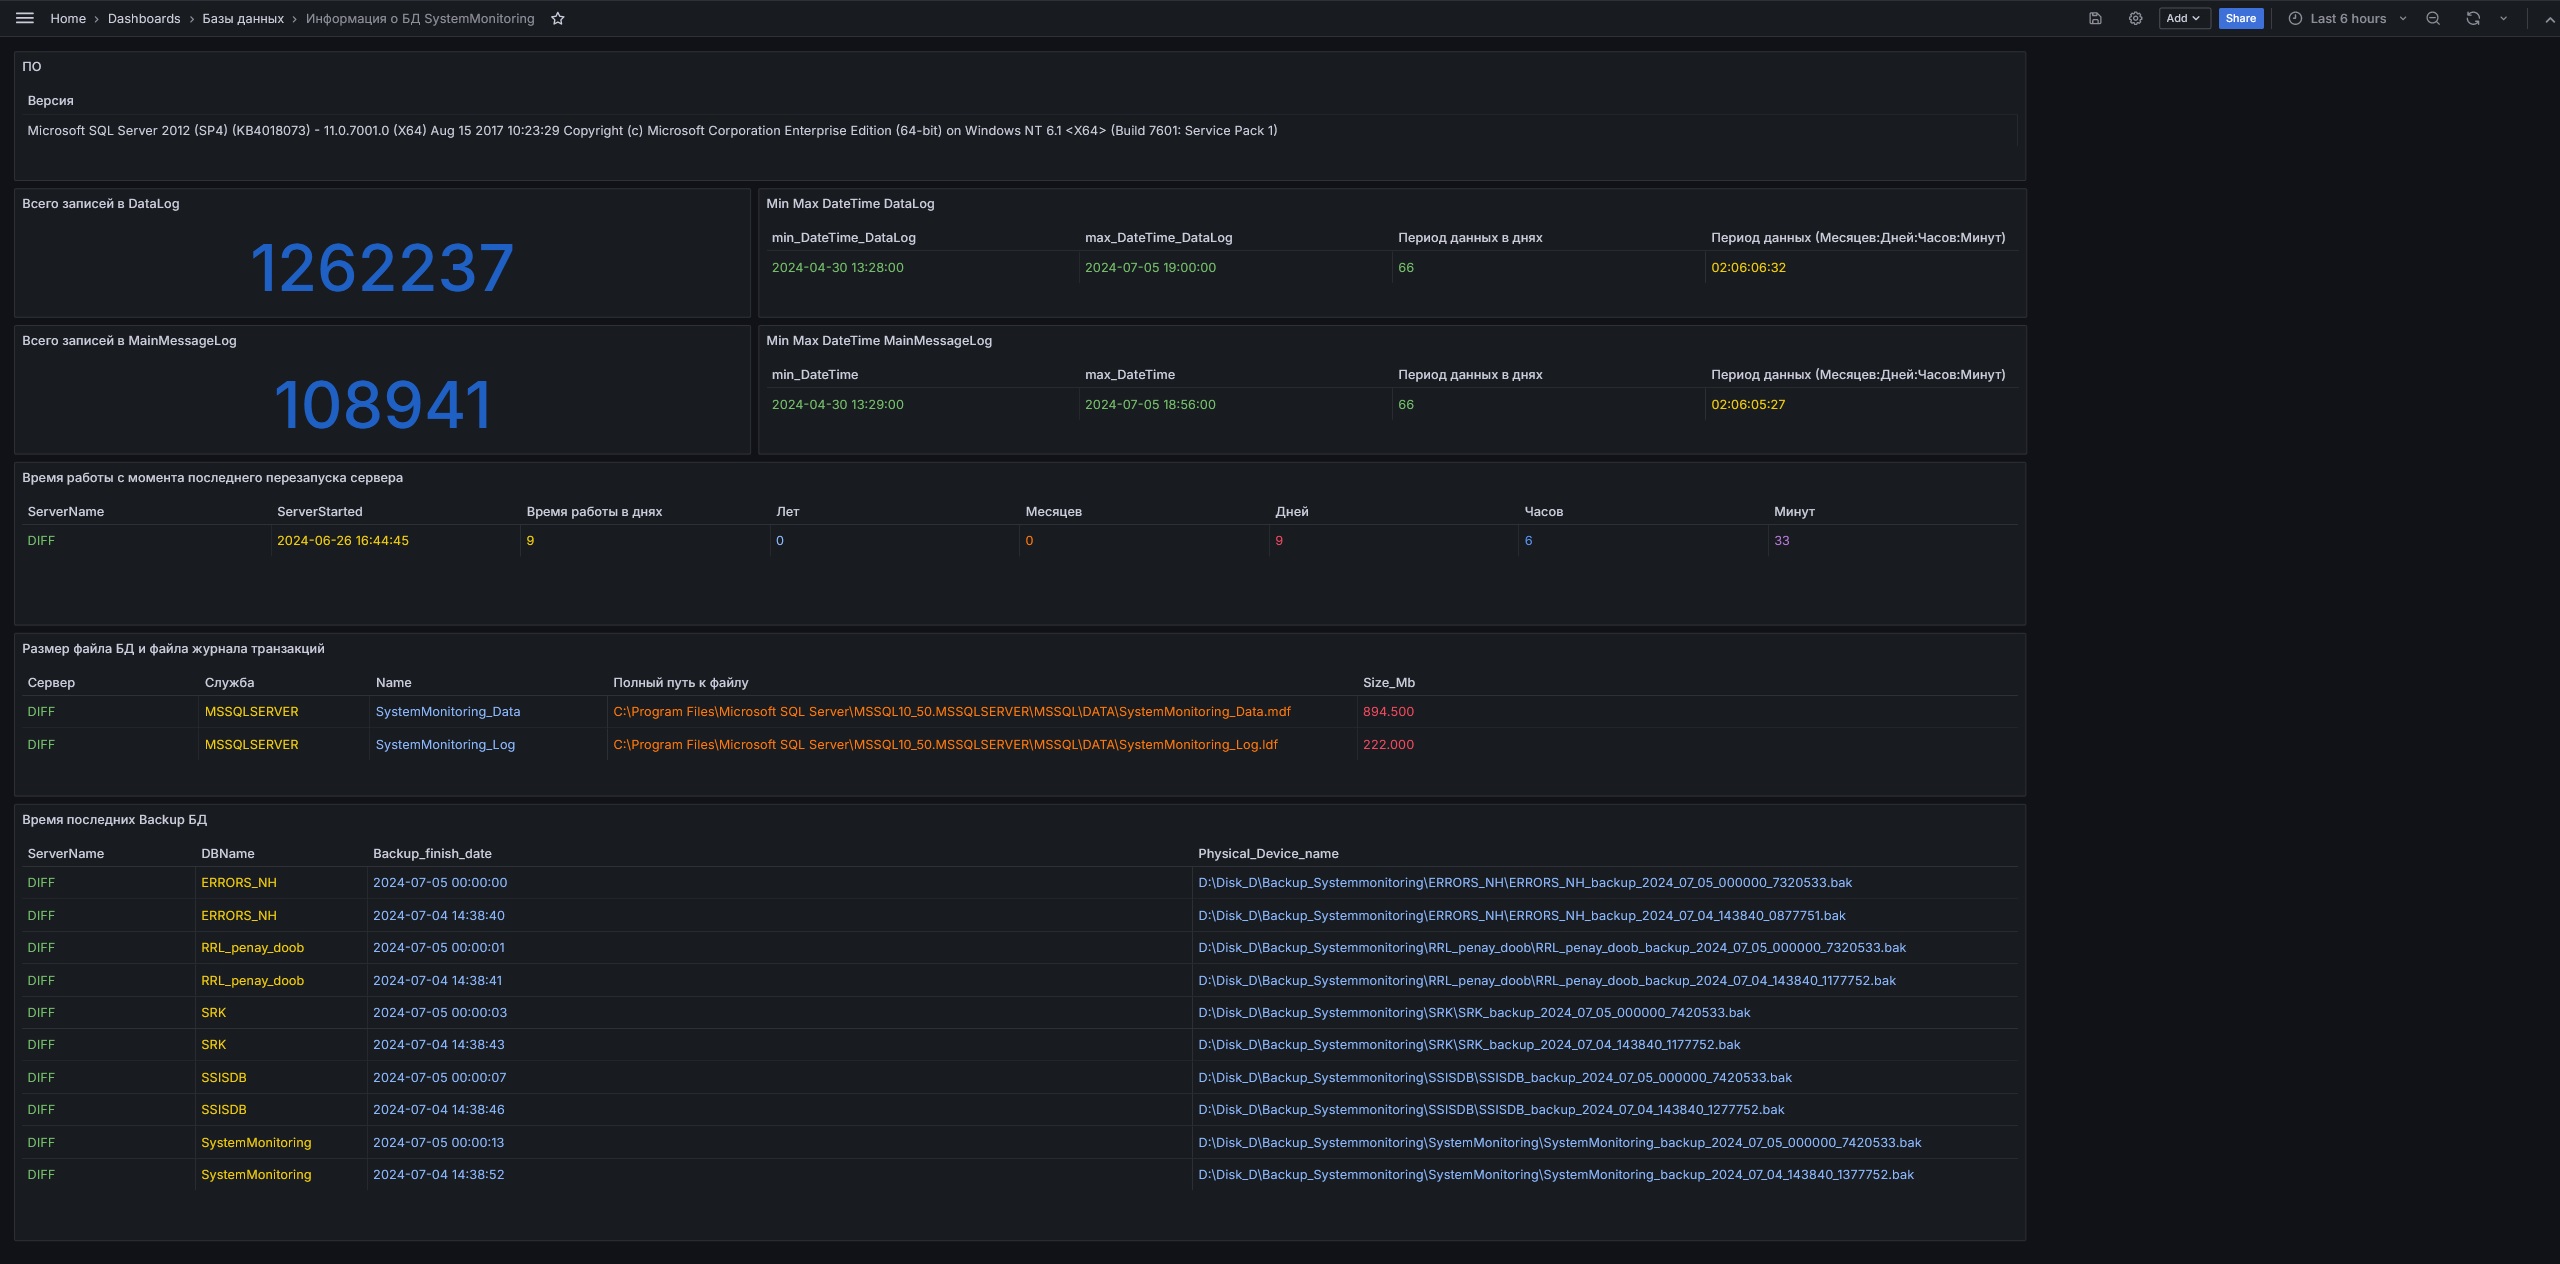 Home › Dashboards › Базы данных › Информация о БД SystemMonitoring
Add
Share
Last 6 hours
ПО
Версия
Microsoft SQL Server 2012 (SP4) (KB4018073) - 11.0.7001.0 (X64) Aug 15 2017 10:23:29 Copyright (c) Microsoft Corporation Enterprise Edition (64-bit) on Windows NT 6.1 <X64> (Build 7601: Service Pack 1)
Всего записей в DataLog
1262237
Min Max DateTime DataLog
min_DateTime_DataLog max_DateTime_DataLog Период данных в днях Период данных (Месяцев:Дней:Часов:Минут)
2024-04-30 13:28:00 2024-07-05 19:00:00 66 02:06:06:32
Всего записей в MainMessageLog
108941
Min Max DateTime MainMessageLog
min_DateTime max_DateTime Период данных в днях Период данных (Месяцев:Дней:Часов:Минут)
2024-04-30 13:29:00 2024-07-05 18:56:00 66 02:06:05:27
Время работы с момента последнего перезапуска сервера
ServerName ServerStarted Время работы в днях Лет Месяцев Дней Часов Минут
DIFF 2024-06-26 16:44:45 9 0 0 9 6 33
Размер файла БД и файла журнала транзакций
Сервер Служба Name Полный путь к файлу Size_Mb
DIFF MSSQLSERVER SystemMonitoring_Data C:\Program Files\Microsoft SQL Server\MSSQL10_50.MSSQLSERVER\MSSQL\DATA\SystemMonitoring_Data.mdf 894.500
DIFF MSSQLSERVER SystemMonitoring_Log C:\Program Files\Microsoft SQL Server\MSSQL10_50.MSSQLSERVER\MSSQL\DATA\SystemMonitoring_Log.ldf 222.000
Время последних Backup БД
ServerName DBName Backup_finish_date Physical_Device_name
DIFF ERRORS_NH 2024-07-05 00:00:00 D:\Disk_D\Backup_Systemmonitoring\ERRORS_NH\ERRORS_NH_backup_2024_07_05_000000_7320533.bak
DIFF ERRORS_NH 2024-07-04 14:38:40 D:\Disk_D\Backup_Systemmonitoring\ERRORS_NH\ERRORS_NH_backup_2024_07_04_143840_0877751.bak
DIFF RRL_penay_doob 2024-07-05 00:00:01 D:\Disk_D\Backup_Systemmonitoring\RRL_penay_doob\RRL_penay_doob_backup_2024_07_05_000000_7320533.bak
DIFF RRL_penay_doob 2024-07-04 14:38:41 D:\Disk_D\Backup_Systemmonitoring\RRL_penay_doob\RRL_penay_doob_backup_2024_07_04_143840_1177752.bak
DIFF SRK 2024-07-05 00:00:03 D:\Disk_D\Backup_Systemmonitoring\SRK\SRK_backup_2024_07_05_000000_7420533.bak
DIFF SRK 2024-07-04 14:38:43 D:\Disk_D\Backup_Systemmonitoring\SRK\SRK_backup_2024_07_04_143840_1177752.bak
DIFF SSISDB 2024-07-05 00:00:07 D:\Disk_D\Backup_Systemmonitoring\SSISDB\SSISDB_backup_2024_07_05_000000_7420533.bak
DIFF SSISDB 2024-07-04 14:38:46 D:\Disk_D\Backup_Systemmonitoring\SSISDB\SSISDB_backup_2024_07_04_143840_1277752.bak
DIFF SystemMonitoring 2024-07-05 00:00:13 D:\Disk_D\Backup_Systemmonitoring\SystemMonitoring\SystemMonitoring_backup_2024_07_05_000000_7420533.bak
DIFF SystemMonitoring 2024-07-04 14:38:52 D:\Disk_D\Backup_Systemmonitoring\SystemMonitoring\SystemMonitoring_backup_2024_07_04_143840_1377752.bak